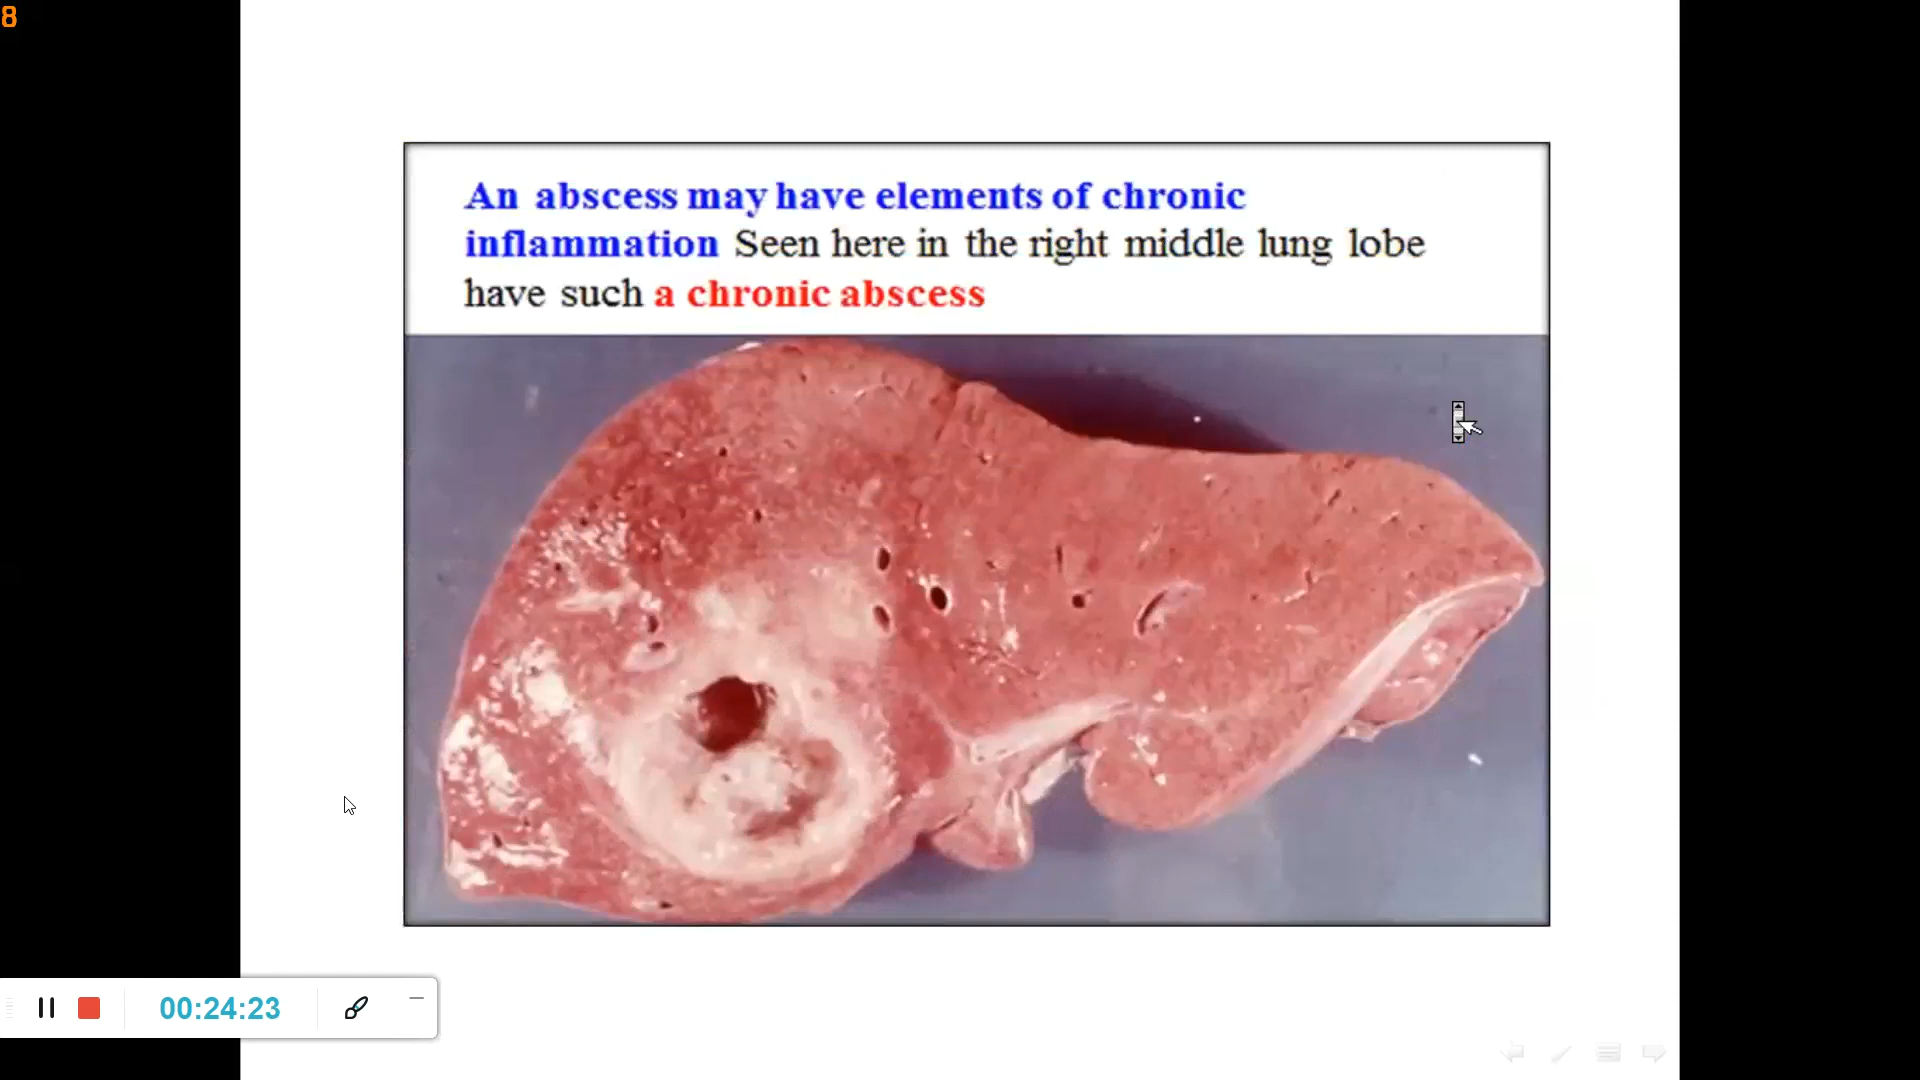 8
An abscess may have elements of chronic
inflammation Seen here in the right middle lung lobe
have such a chronic abscess
00:24:23